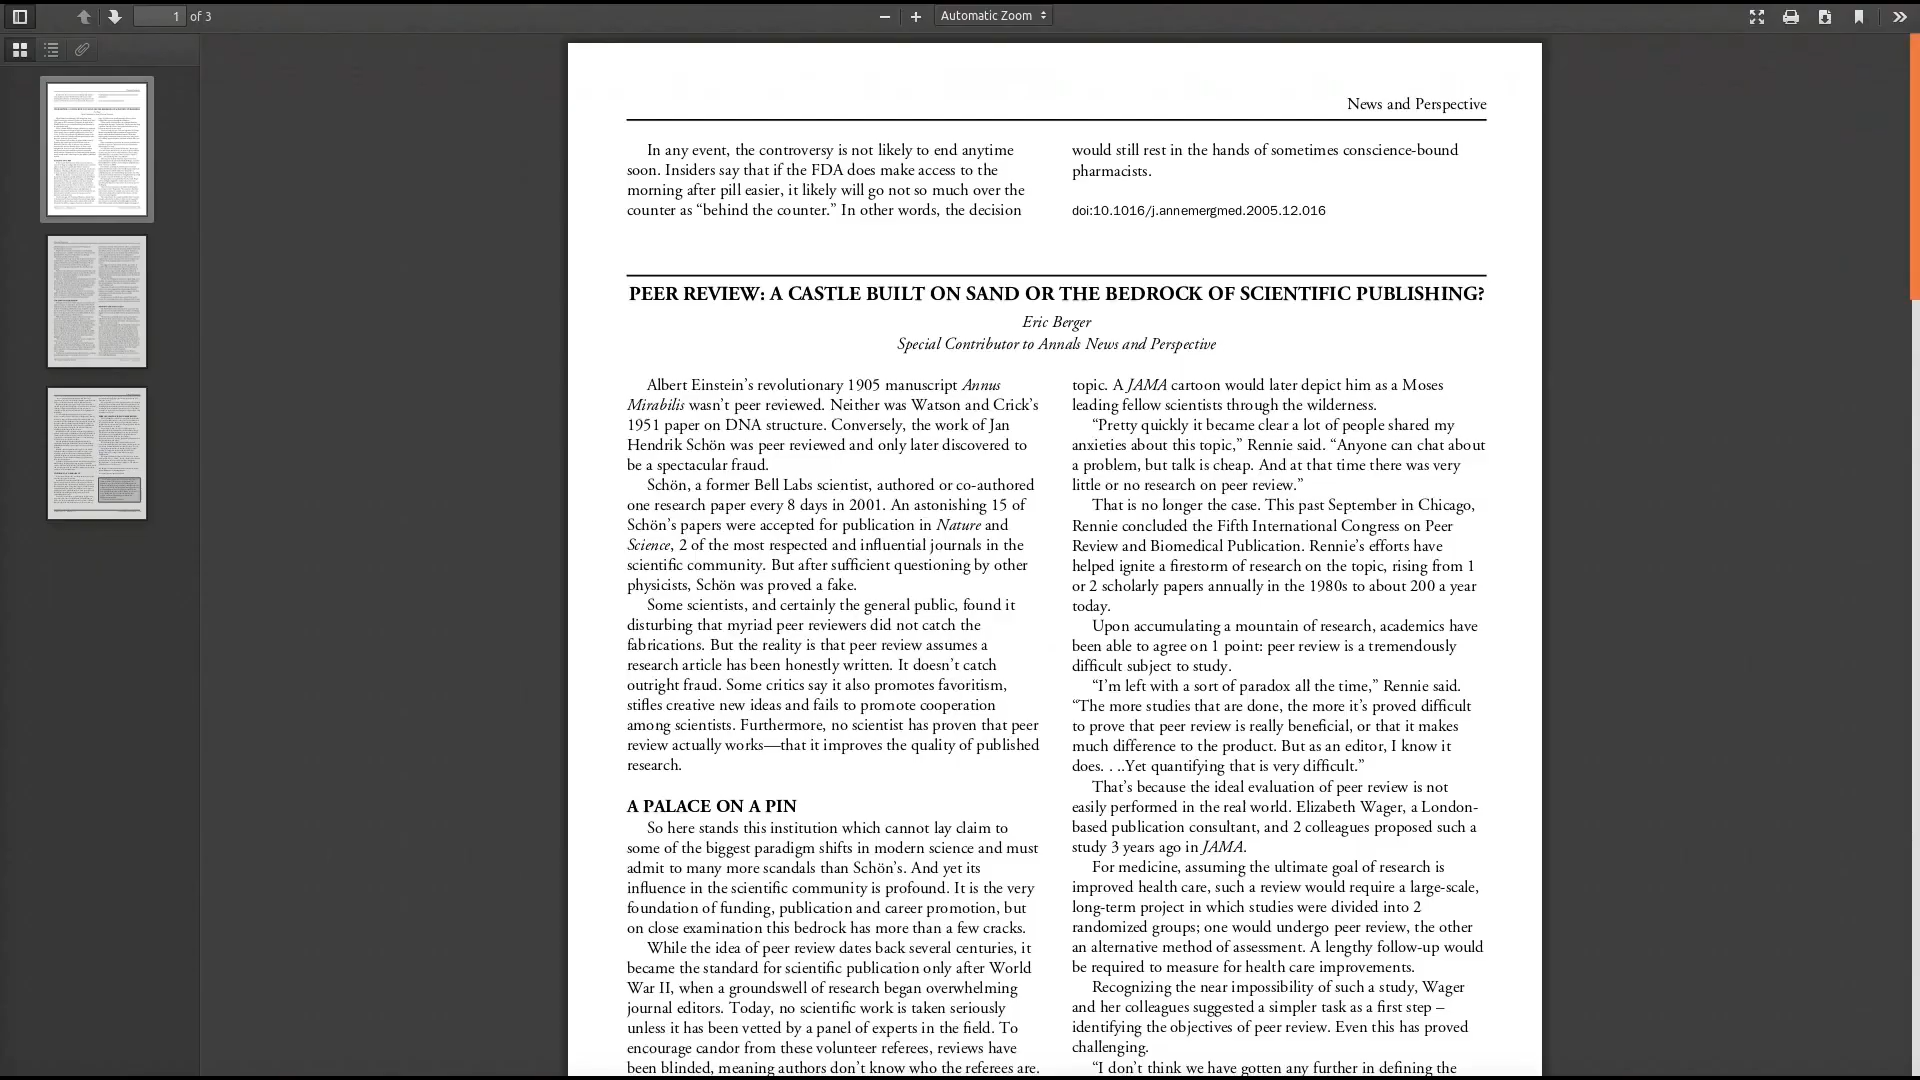 1 of 3
Automatic Zoom
News and Perspective
In any event, the controversy is not likely to end anytime
soon. Insiders say that if the FDA does make access to the
morning after pill easier, it likely will go not so much over the
counter as “behind the counter.” In other words, the decision
would still rest in the hands of sometimes conscience-bound
pharmacists.
doi:10.1016/j.annemergmed.2005.12.016
PEER REVIEW: A CASTLE BUILT ON SAND OR THE BEDROCK OF SCIENTIFIC PUBLISHING?
Eric Berger
Special Contributor to Annals News and Perspective
Albert Einstein’s revolutionary 1905 manuscript Annus
Mirabilis wasn’t peer reviewed. Neither was Watson and Crick’s
1951 paper on DNA structure. Conversely, the work of Jan
Hendrik Schön was peer reviewed and only later discovered to
be a spectacular fraud.
Schön, a former Bell Labs scientist, authored or co-authored
one research paper every 8 days in 2001. An astonishing 15 of
Schön’s papers were accepted for publication in Nature and
Science, 2 of the most respected and influential journals in the
scientific community. But after sufficient questioning by other
physicists, Schön was proved a fake.
Some scientists, and certainly the general public, found it
disturbing that myriad peer reviewers did not catch the
fabrications. But the reality is that peer review assumes a
research article has been honestly written. It doesn’t catch
outright fraud. Some critics say it also promotes favoritism,
stifles creative new ideas and fails to promote cooperation
among scientists. Furthermore, no scientist has proven that peer
review actually works—that it improves the quality of published
research.
A PALACE ON A PIN
So here stands this institution which cannot lay claim to
some of the biggest paradigm shifts in modern science and must
admit to many more scandals than Schön’s. And yet its
influence in the scientific community is profound. It is the very
foundation of funding, publication and career promotion, but
on close examination this bedrock has more than a few cracks.
While the idea of peer review dates back several centuries, it
became the standard for scientific publication only after World
War II, when a groundswell of research began overwhelming
journal editors. Today, no scientific work is taken seriously
unless it has been vetted by a panel of experts in the field. To
encourage candor from these volunteer referees, reviews have
been blinded, meaning authors don’t know who the referees are.
topic. A JAMA cartoon would later depict him as a Moses
leading fellow scientists through the wilderness.
“Pretty quickly it became clear a lot of people shared my
anxieties about this topic,” Rennie said. “Anyone can chat about
a problem, but talk is cheap. And at that time there was very
little or no research on peer review.”
That is no longer the case. This past September in Chicago,
Rennie concluded the Fifth International Congress on Peer
Review and Biomedical Publication. Rennie’s efforts have
helped ignite a firestorm of research on the topic, rising from 1
or 2 scholarly papers annually in the 1980s to about 200 a year
today.
Upon accumulating a mountain of research, academics have
been able to agree on 1 point: peer review is a tremendously
difficult subject to study.
“I’m left with a sort of paradox all the time,” Rennie said.
“The more studies that are done, the more it’s proved difficult
to prove that peer review is really beneficial, or that it makes
much difference to the product. But as an editor, I know it
does. . ..Yet quantifying that is very difficult.”
That’s because the ideal evaluation of peer review is not
easily performed in the real world. Elizabeth Wager, a London-
based publication consultant, and 2 colleagues proposed such a
study 3 years ago in JAMA.
For medicine, assuming the ultimate goal of research is
improved health care, such a review would require a large-scale,
long-term project in which studies were divided into 2
randomized groups; one would undergo peer review, the other
an alternative method of assessment. A lengthy follow-up would
be required to measure for health care improvements.
Recognizing the near impossibility of such a study, Wager
and her colleagues suggested a simpler task as a first step –
identifying the objectives of peer review. Even this has proved
challenging.
“I don’t think we have gotten any further in defining the